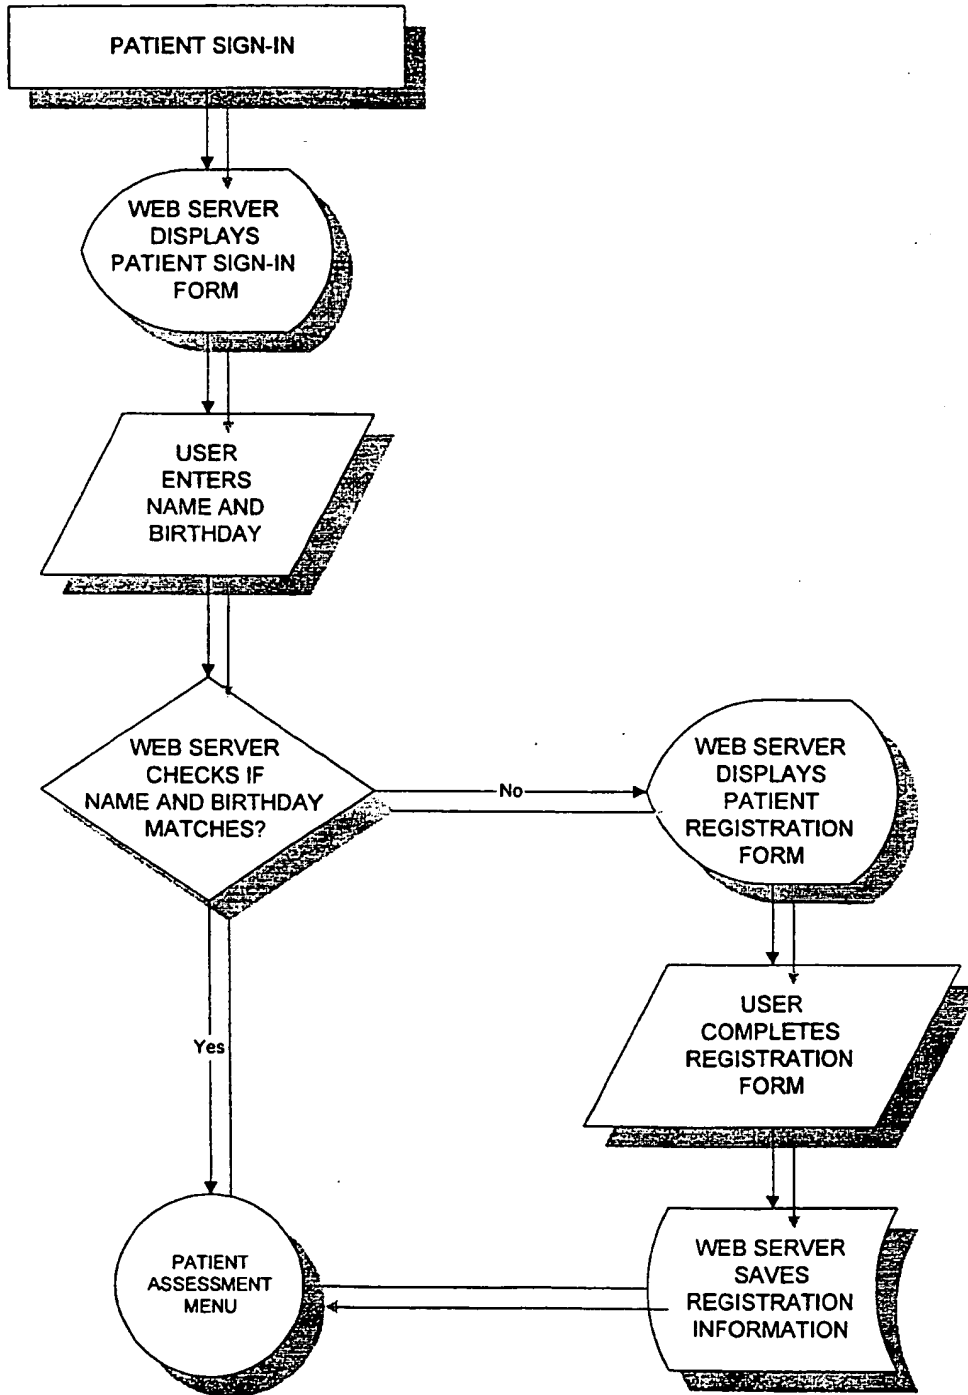 PATIENT SIGN-IN
WEB SERVER
DISPLAYS
PATIENT SIGN-IN
FORM
USER
ENTERS
NAME AND
BIRTHDAY
WEB SERVER
CHECKS IF
NAME AND BIRTHDAY
MATCHES?
No
WEB SERVER
DISPLAYS
PATIENT
REGISTRATION
FORM
USER
COMPLETES
REGISTRATION
FORM
Yes
WEB SERVER
SAVES
REGISTRATION
INFORMATION
PATIENT
ASSESSMENT
MENU